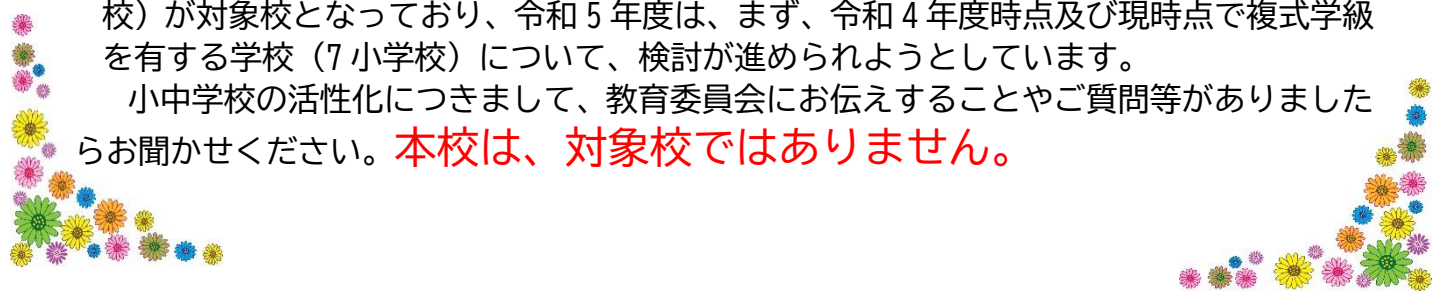 校）が対象校となっており、令和５年度は、まず、令和４年度時点及び現時点で複式学級
を有する学校（7 小学校）について、検討が進められようとしています。
小中学校の活性化につきまして、教育委員会にお伝えすることやご質問等がありました
らお聞かせください。本校は、対象校ではありません。